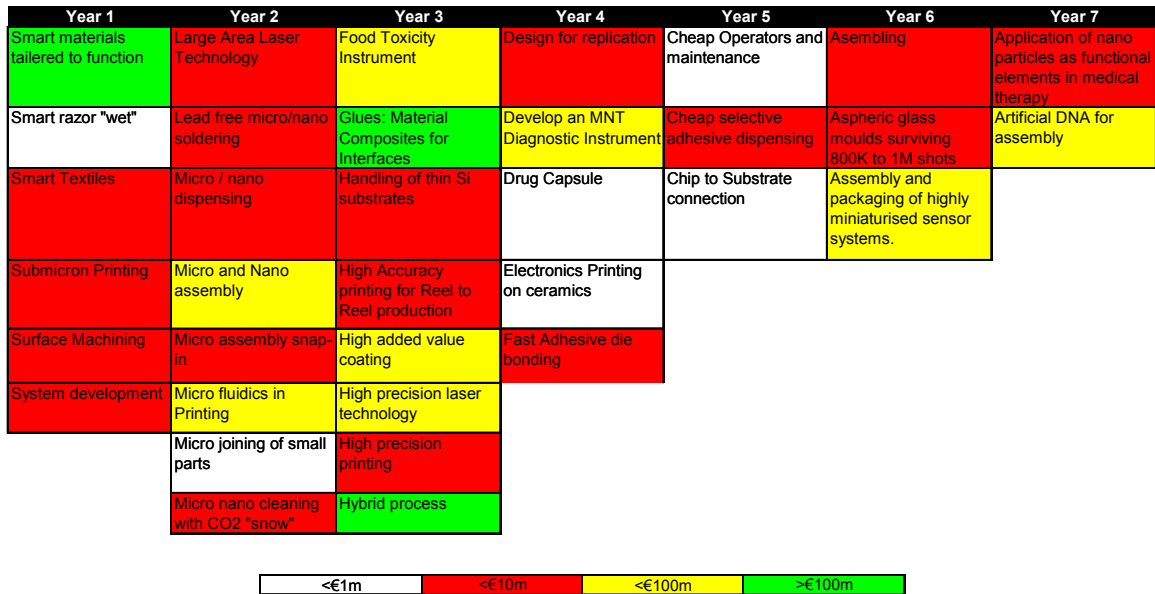 Year 1 Year 2 Year 3 Year 4 Year 5 Year 6 Year 7
Smart materials
tailered to function
Large Area Laser
Technology
Food Toxicity
Instrument
Design for replication
Cheap Operators and
maintenance
Asembling
Application of nano
particles as functional
elements in medical
therapy
Smart razor "wet"
Lead free micro/nano
soldering
Glues: Material
Composites for
Interfaces
Develop an MNT
Diagnostic Instrument
Cheap selective
adhesive dispensing
Aspheric glass
moulds surviving
800K to 1M shots
Artificial DNA for
assembly
Smart Textiles
Micro / nano
dispensing
Handling of thin Si
substrates
Drug Capsule
Chip to Substrate
connection
Assembly and
packaging of highly
miniaturised sensor
systems.
Submicron Printing
Micro and Nano
assembly
High Accuracy
printing for Reel to
Reel production
Electronics Printing
on ceramics
Surface Machining
Micro assembly snap-
in
High added value
coating
Fast Adhesive die
bonding
System development
Micro fluidics in
Printing
High precision laser
technology
Micro joining of small
parts
High precision
printing
Micro nano cleaning
with CO2 "snow"
Hybrid process
<€1m <€10m <€100m >€100m